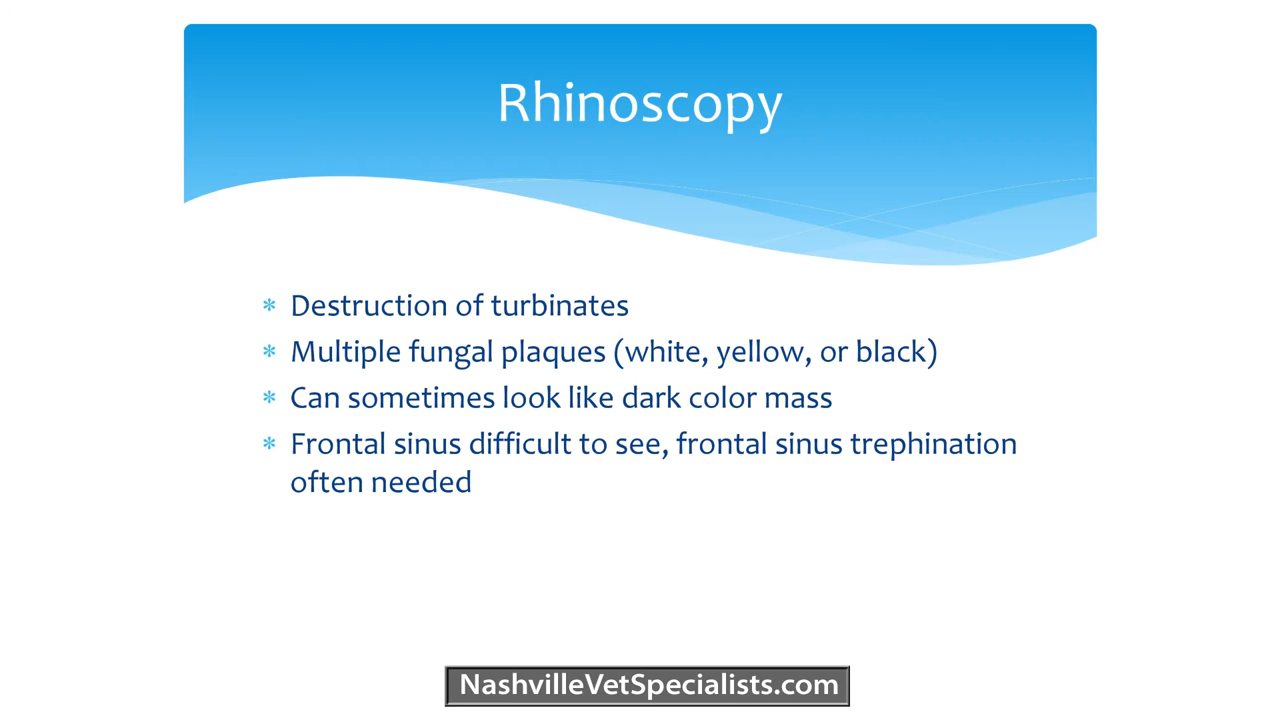 Rhinoscopy
* Destruction of turbinates
* Multiple fungal plaques (white, yellow, or black)
* Can sometimes look like dark color mass
* Frontal sinus difficult to see, frontal sinus trephination
often needed
NashvilleVetSpecialists.com